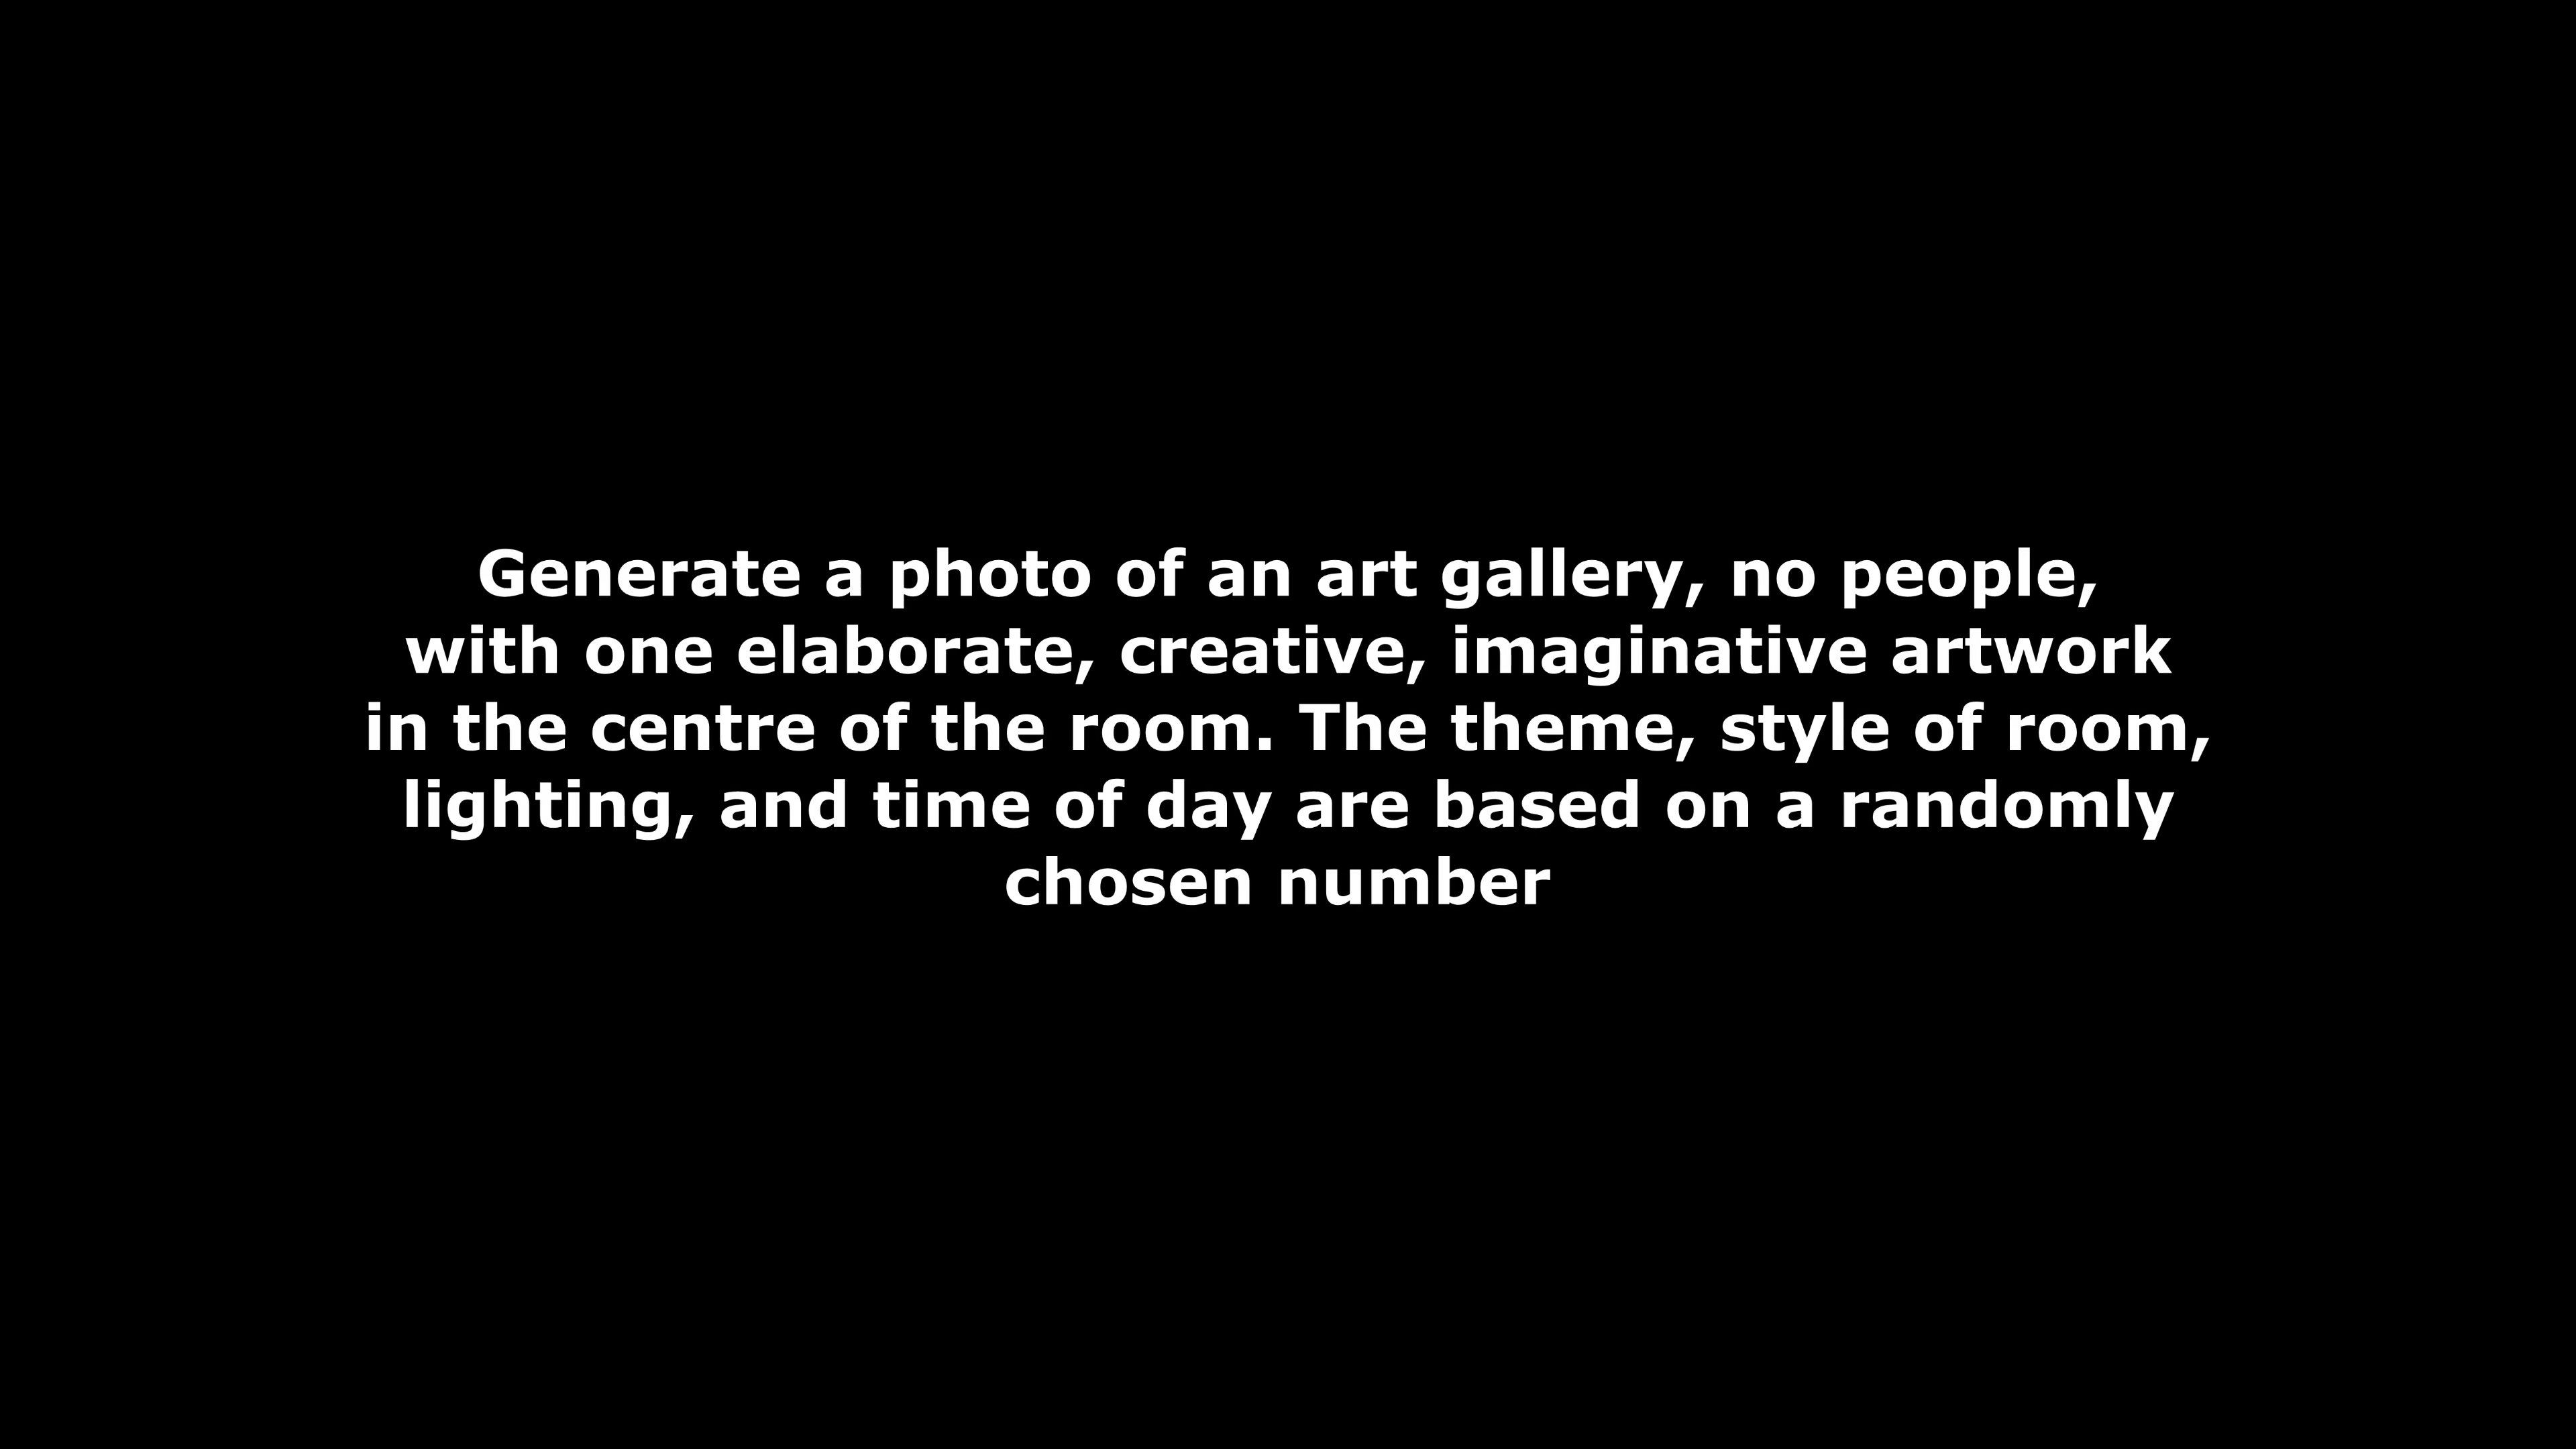 Generate a photo of an art gallery, no people,
with one elaborate, creative, imaginative artwork
in the centre of the room. The theme, style of room,
lighting, and time of day are based on a randomly
chosen number